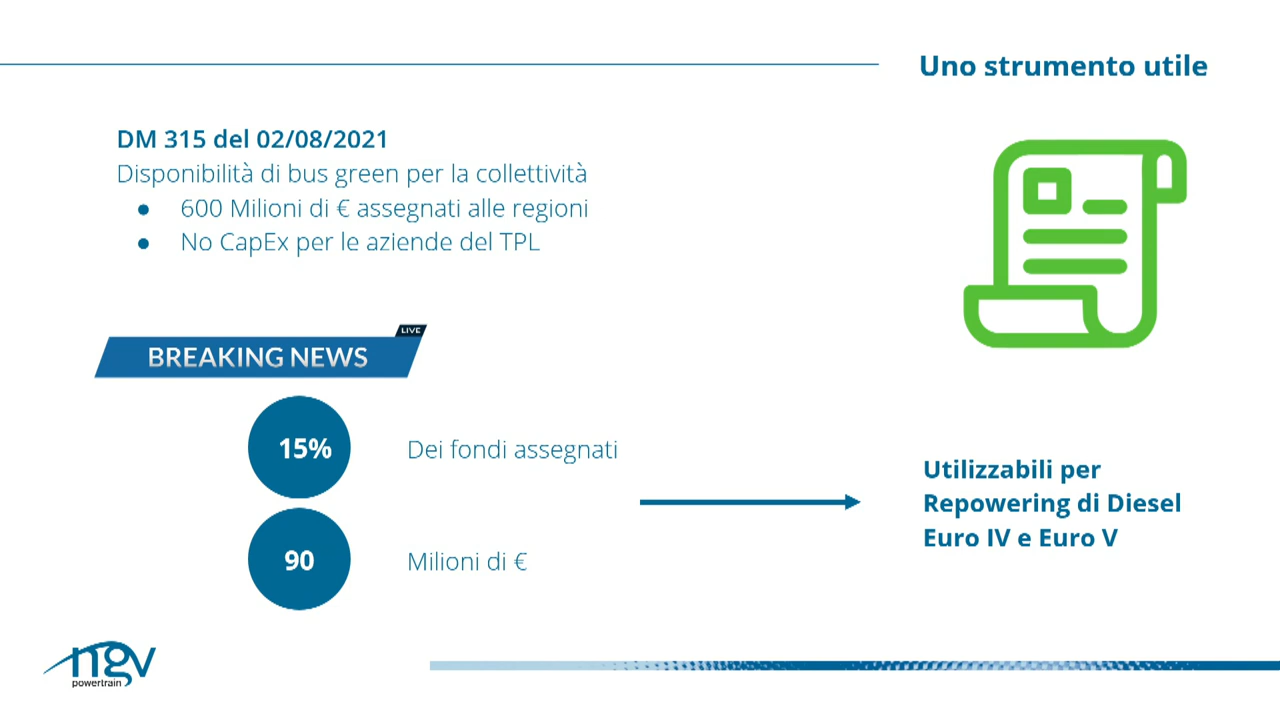 Uno strumento utile
DM 315 del 02/08/2021
Disponibilità di bus green per la collettività
● 600 Milioni di € assegnati alle regioni
● No CapEx per le aziende del TPL
LIVE
BREAKING NEWS
15%
Dei fondi assegnati
90
Milioni di €
Utilizzabili per
Repowering di Diesel
Euro IV e Euro V
ngv
powertrain